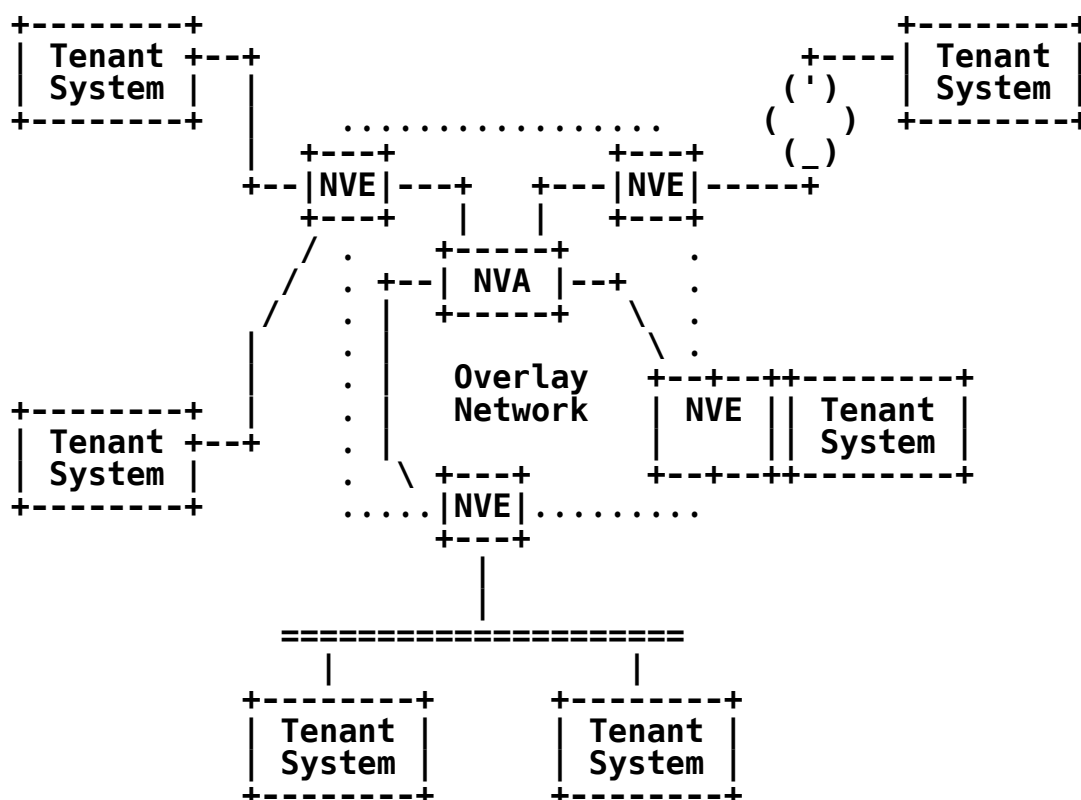 +--------+                                    +--------+
| Tenant +--+                            +----| Tenant |
| System |  |                           (')   | System |
+--------+  |    .................     (   )  +--------+
            |  +---+           +---+    (_)
            +--|NVE|---+   +---|NVE|-----+
               +---+   |   |   +---+
               / .    +-----+      .
              /  . +--| NVA |--+   .
             /   . |  +-----+   \  .
            |    . |             \ .
            |    . |   Overlay   +--+--++--------+
+--------+  |    . |   Network   | NVE || Tenant |
| Tenant +--+    . |             |     || System |
| System |       .  \ +---+      +--+--++--------+
+--------+       .....|NVE|.........
                      +---+
                        |
                        |
              =====================
                |               |
            +--------+      +--------+
            | Tenant |      | Tenant |
            | System |      | System |
            +--------+      +--------+